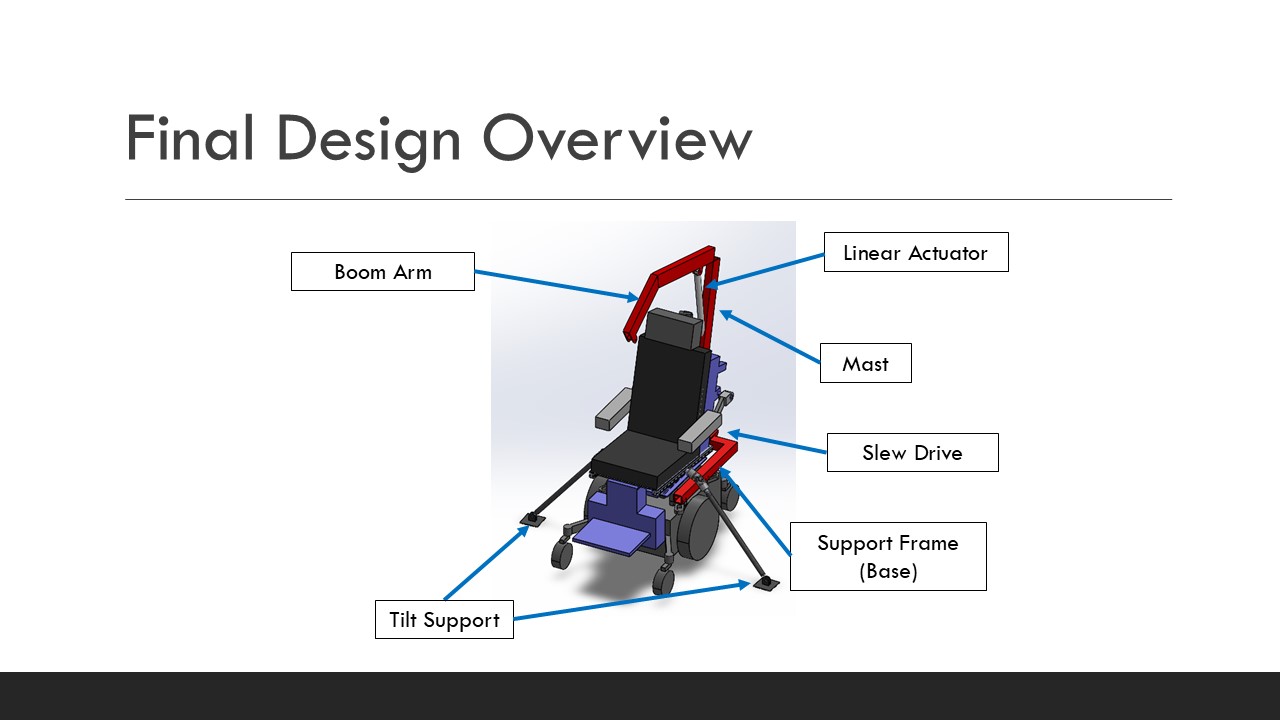 Final Design Overview
Boom Arm
Linear Actuator
Mast
Slew Drive
Support Frame
(Base)
Tilt Support